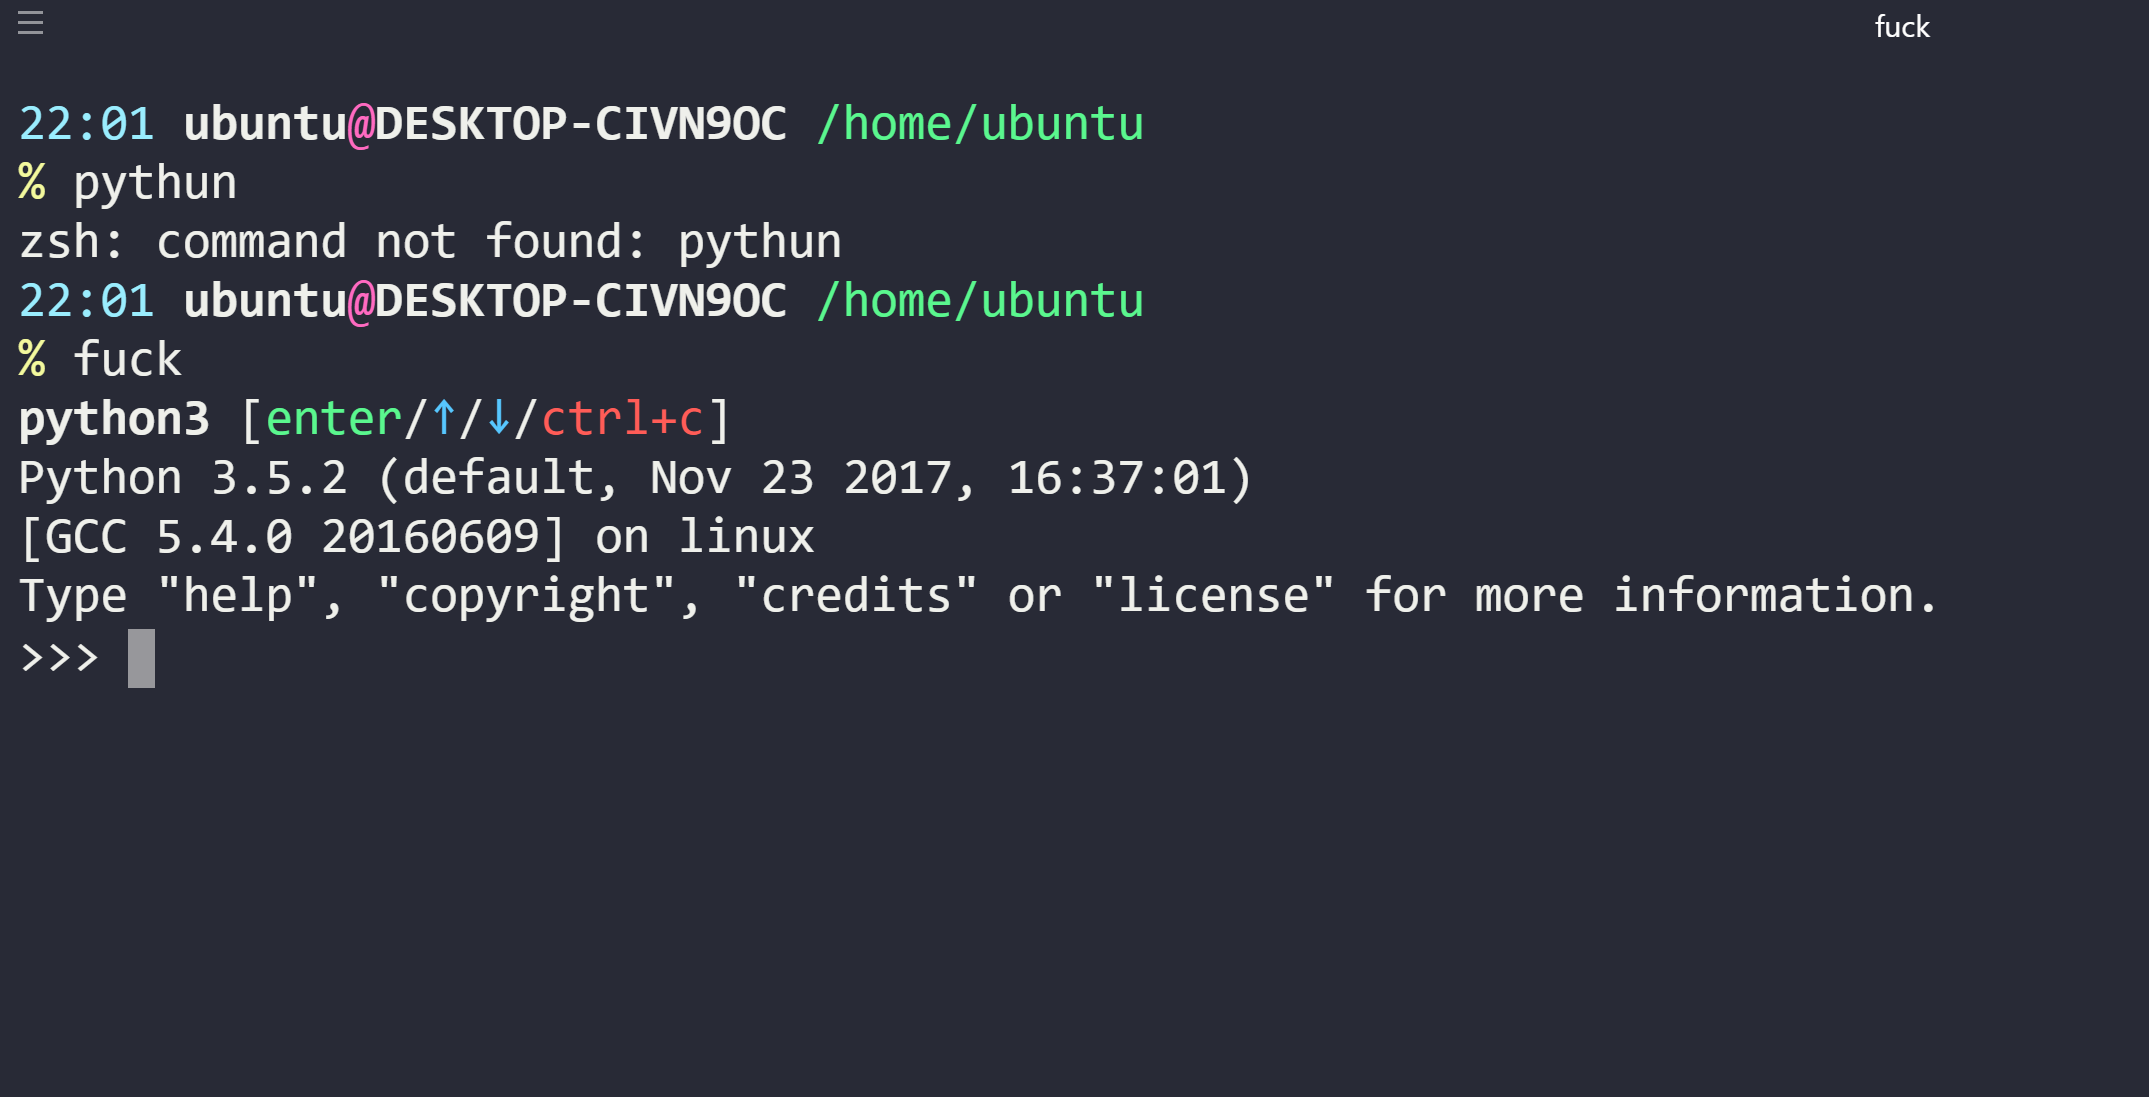 fuck
22:01 ubuntu@DESKTOP-CIVN9OC /home/ubuntu
% pythun
zsh: command not found: pythun
22:01 ubuntu@DESKTOP-CIVN9OC /home/ubuntu
% fuck
python3 [enter/↑/↓/ctrl+c]
Python 3.5.2 (default, Nov 23 2017, 16:37:01)
[GCC 5.4.0 20160609] on linux
Type "help", "copyright", "credits" or "license" for more information.
>>>